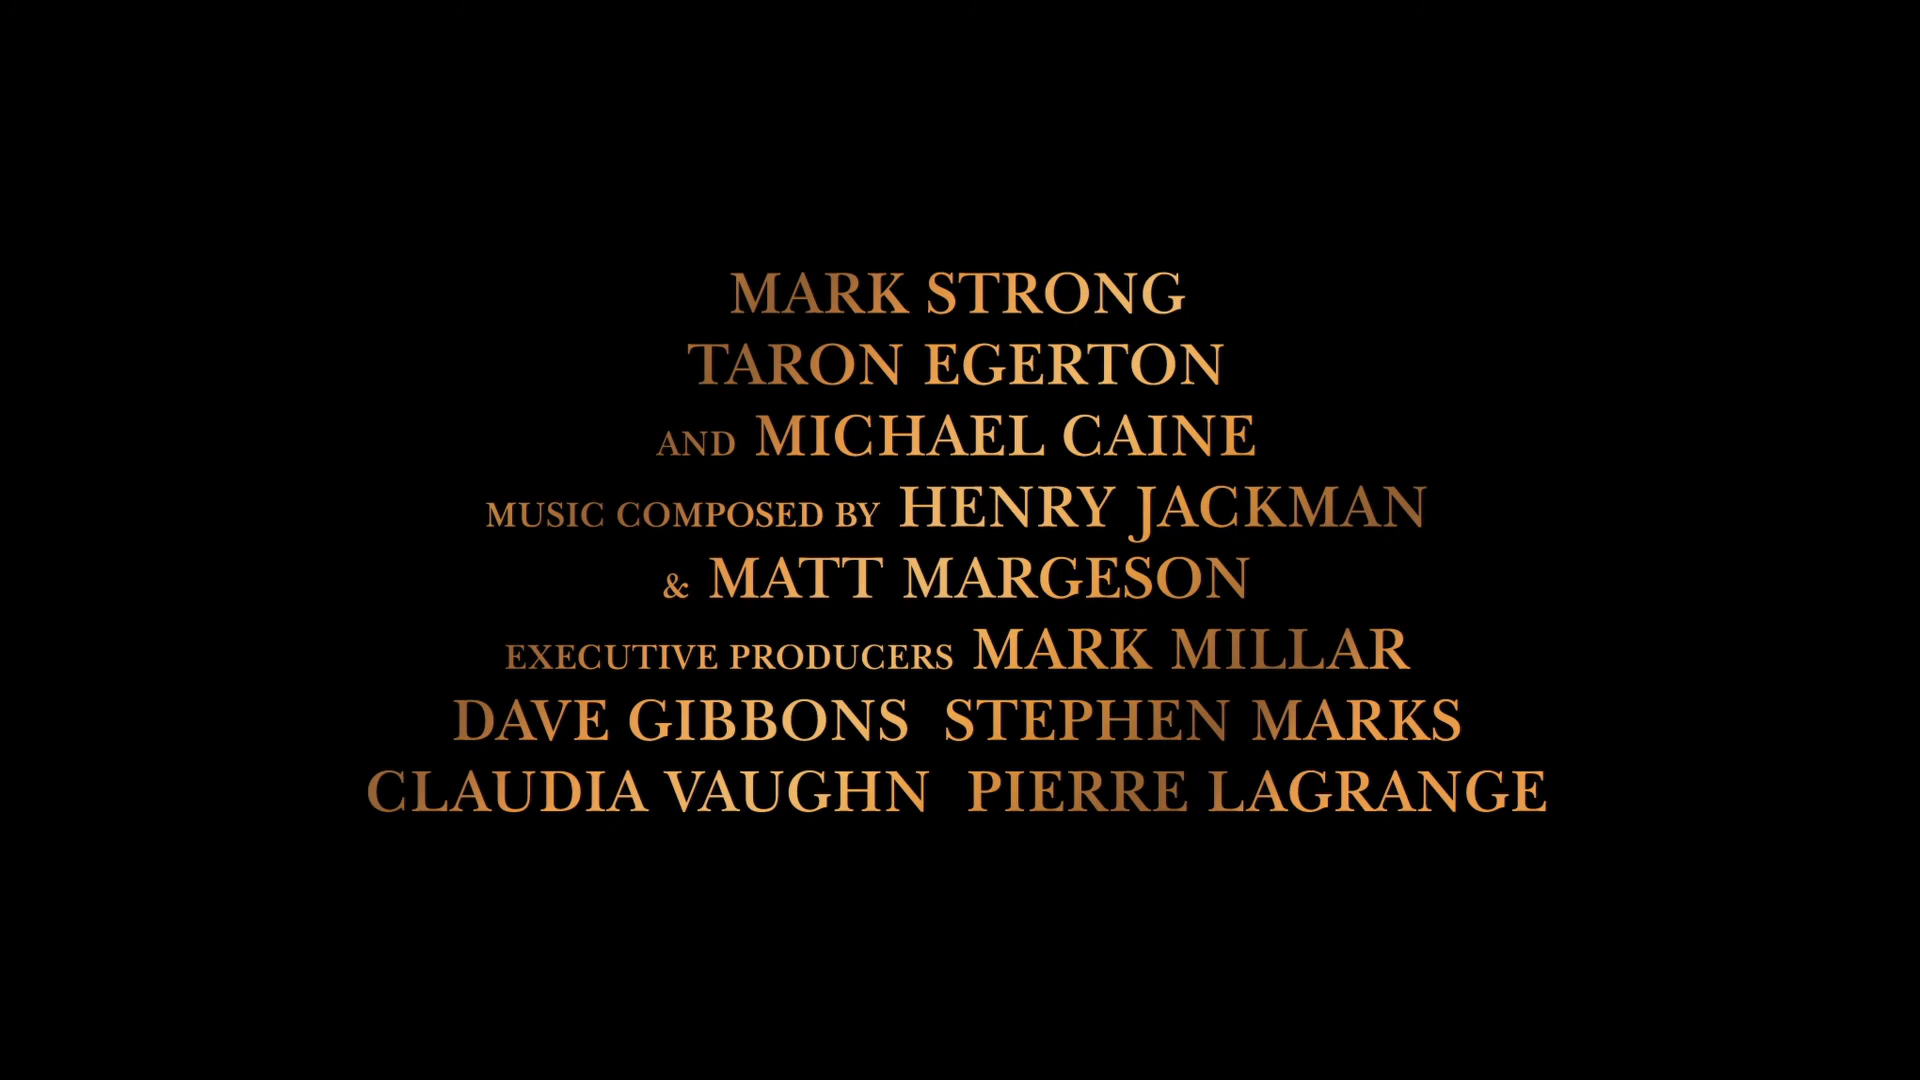 MARK STRONG
TARON EGERTON
AND MICHAEL CAINE
MUSIC COMPOSED BY HENRY JACKMAN
& MATT MARGESON
EXECUTIVE PRODUCERS MARK MILLAR
DAVE GIBBONS STEPHEN MARKS
CLAUDIA VAUGHN PIERRE LAGRANGE